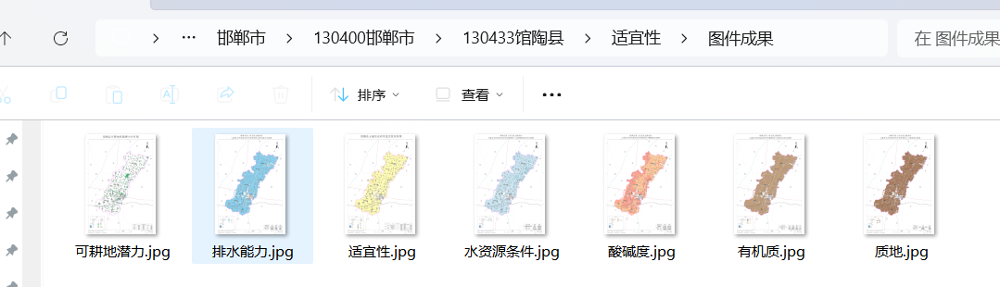 … 邯郸市 130400邯郸市 130433馆陶县 适宜性 图件成果 在 图件成果
排序 查看
可耕地潜力.jpg 排水能力.jpg 适宜性.jpg 水资源条件.jpg 酸碱度.jpg 有机质.jpg 质地.jpg